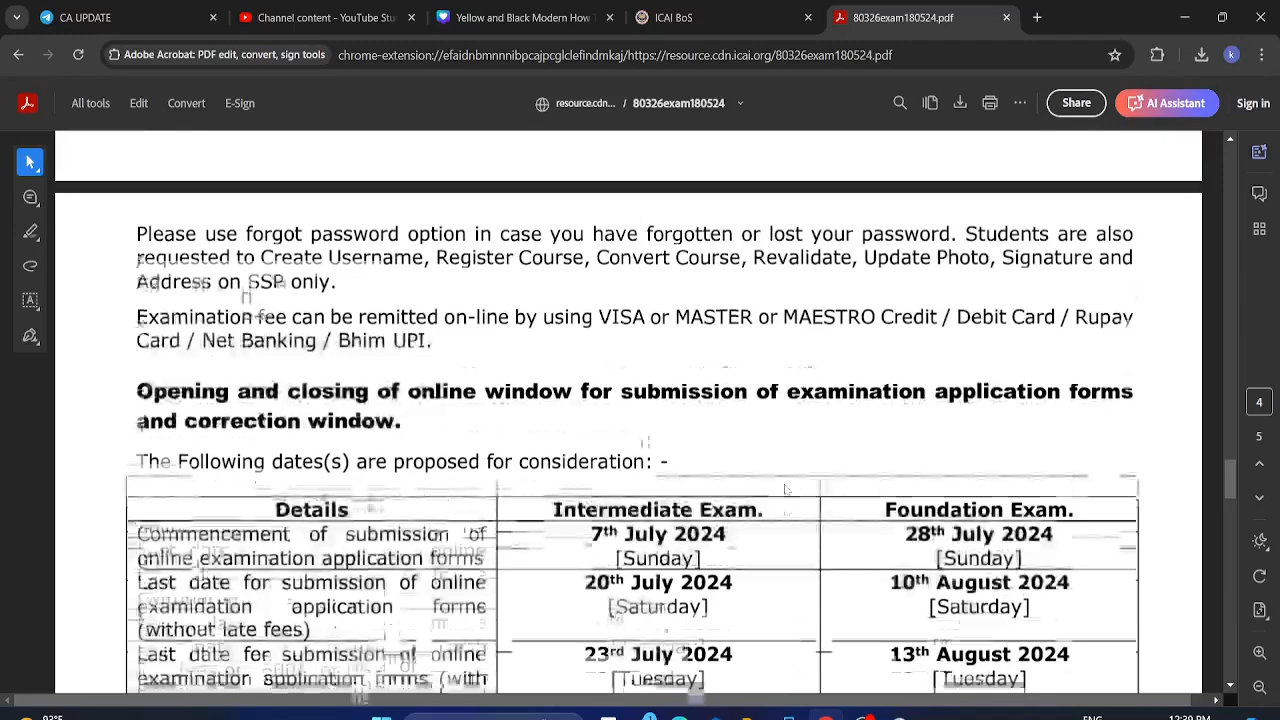 CA UPDATE
Channel content - YouTube Stu
Yellow and Black Modern How
ICAI BoS
80326exam180524.pdf
Adobe Acrobat: PDF edit, convert, sign tools
chrome-extension://efaidnbmnnnibpcajpcglclefindmkaj/https://resource.cdn.icai.org/80326exam180524.pdf
k
All tools Edit Convert E-Sign
resource.cdn... / 80326exam180524
Share
AI Assistant
Sign in
Please use forgot password option in case you have forgotten or lost your password. Students are also
requested to Create Username, Register Course, Convert Course, Revalidate, Update Photo, Signature and
Address on SSP only.
Examination fee can be remitted on-line by using VISA or MASTER or MAESTRO Credit / Debit Card / Rupay
Card / Net Banking / Bhim UPI.
Opening and closing of online window for submission of examination application forms
and correction window.
The Following dates(s) are proposed for consideration: -
Details Intermediate Exam. Foundation Exam.
Commencement of submission of 7th July 2024 28th July 2024
online examination application forms [Sunday] [Sunday]
Last date for submission of online 20th July 2024 10th August 2024
examination application forms [Saturday] [Saturday]
(without late fees)
Last date for submission of online 23rd July 2024 13th August 2024
examination application forms (with [Tuesday] [Tuesday]
4
5
93°F
ENG
12:39 PM